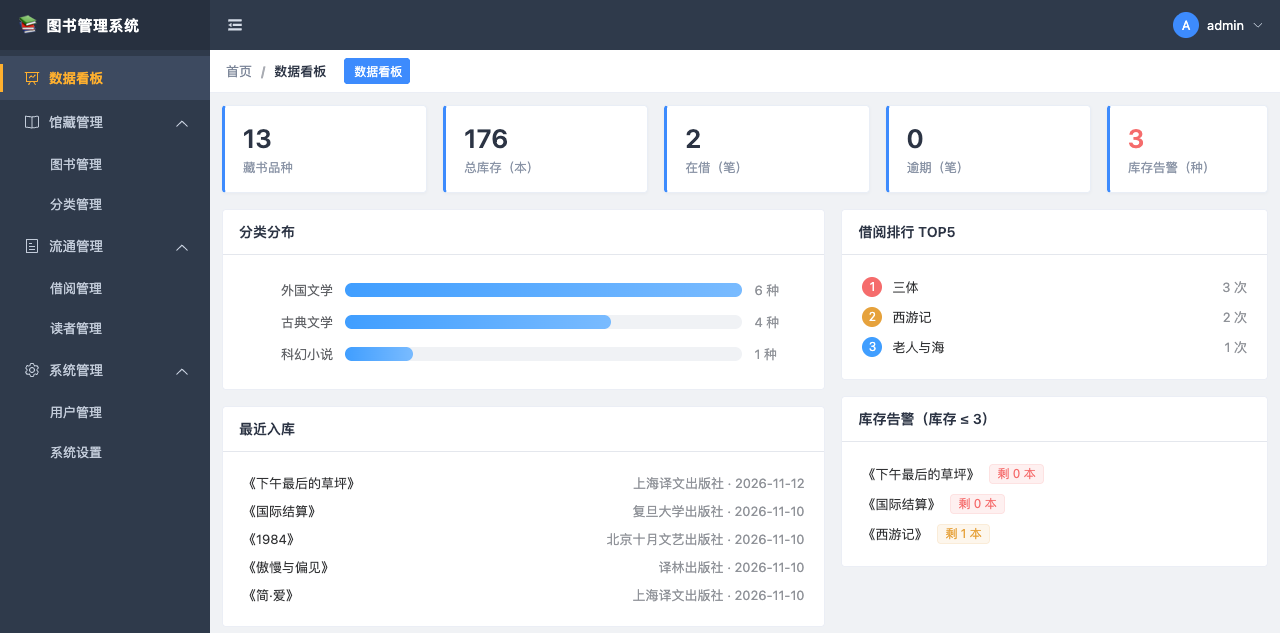 图书管理系统
admin
A
数据看板
馆藏管理
图书管理
分类管理
流通管理
借阅管理
读者管理
系统管理
用户管理
系统设置
首页 / 数据看板 数据看板
13
藏书品种
176
总库存（本）
2
在借（笔）
0
逾期（笔）
3
库存告警（种）
分类分布
外国文学 6 种
古典文学 4 种
科幻小说 1 种
最近入库
《下午最后的草坪》 上海译文出版社 · 2026-11-12
《国际结算》 复旦大学出版社 · 2026-11-10
《1984》 北京十月文艺出版社 · 2026-11-10
《傲慢与偏见》 译林出版社 · 2026-11-10
《简·爱》 上海译文出版社 · 2026-11-10
借阅排行 TOP5
1 三体 3 次
2 西游记 2 次
3 老人与海 1 次
库存告警（库存 ≤ 3）
《下午最后的草坪》 剩 0 本
《国际结算》 剩 0 本
《西游记》 剩 1 本